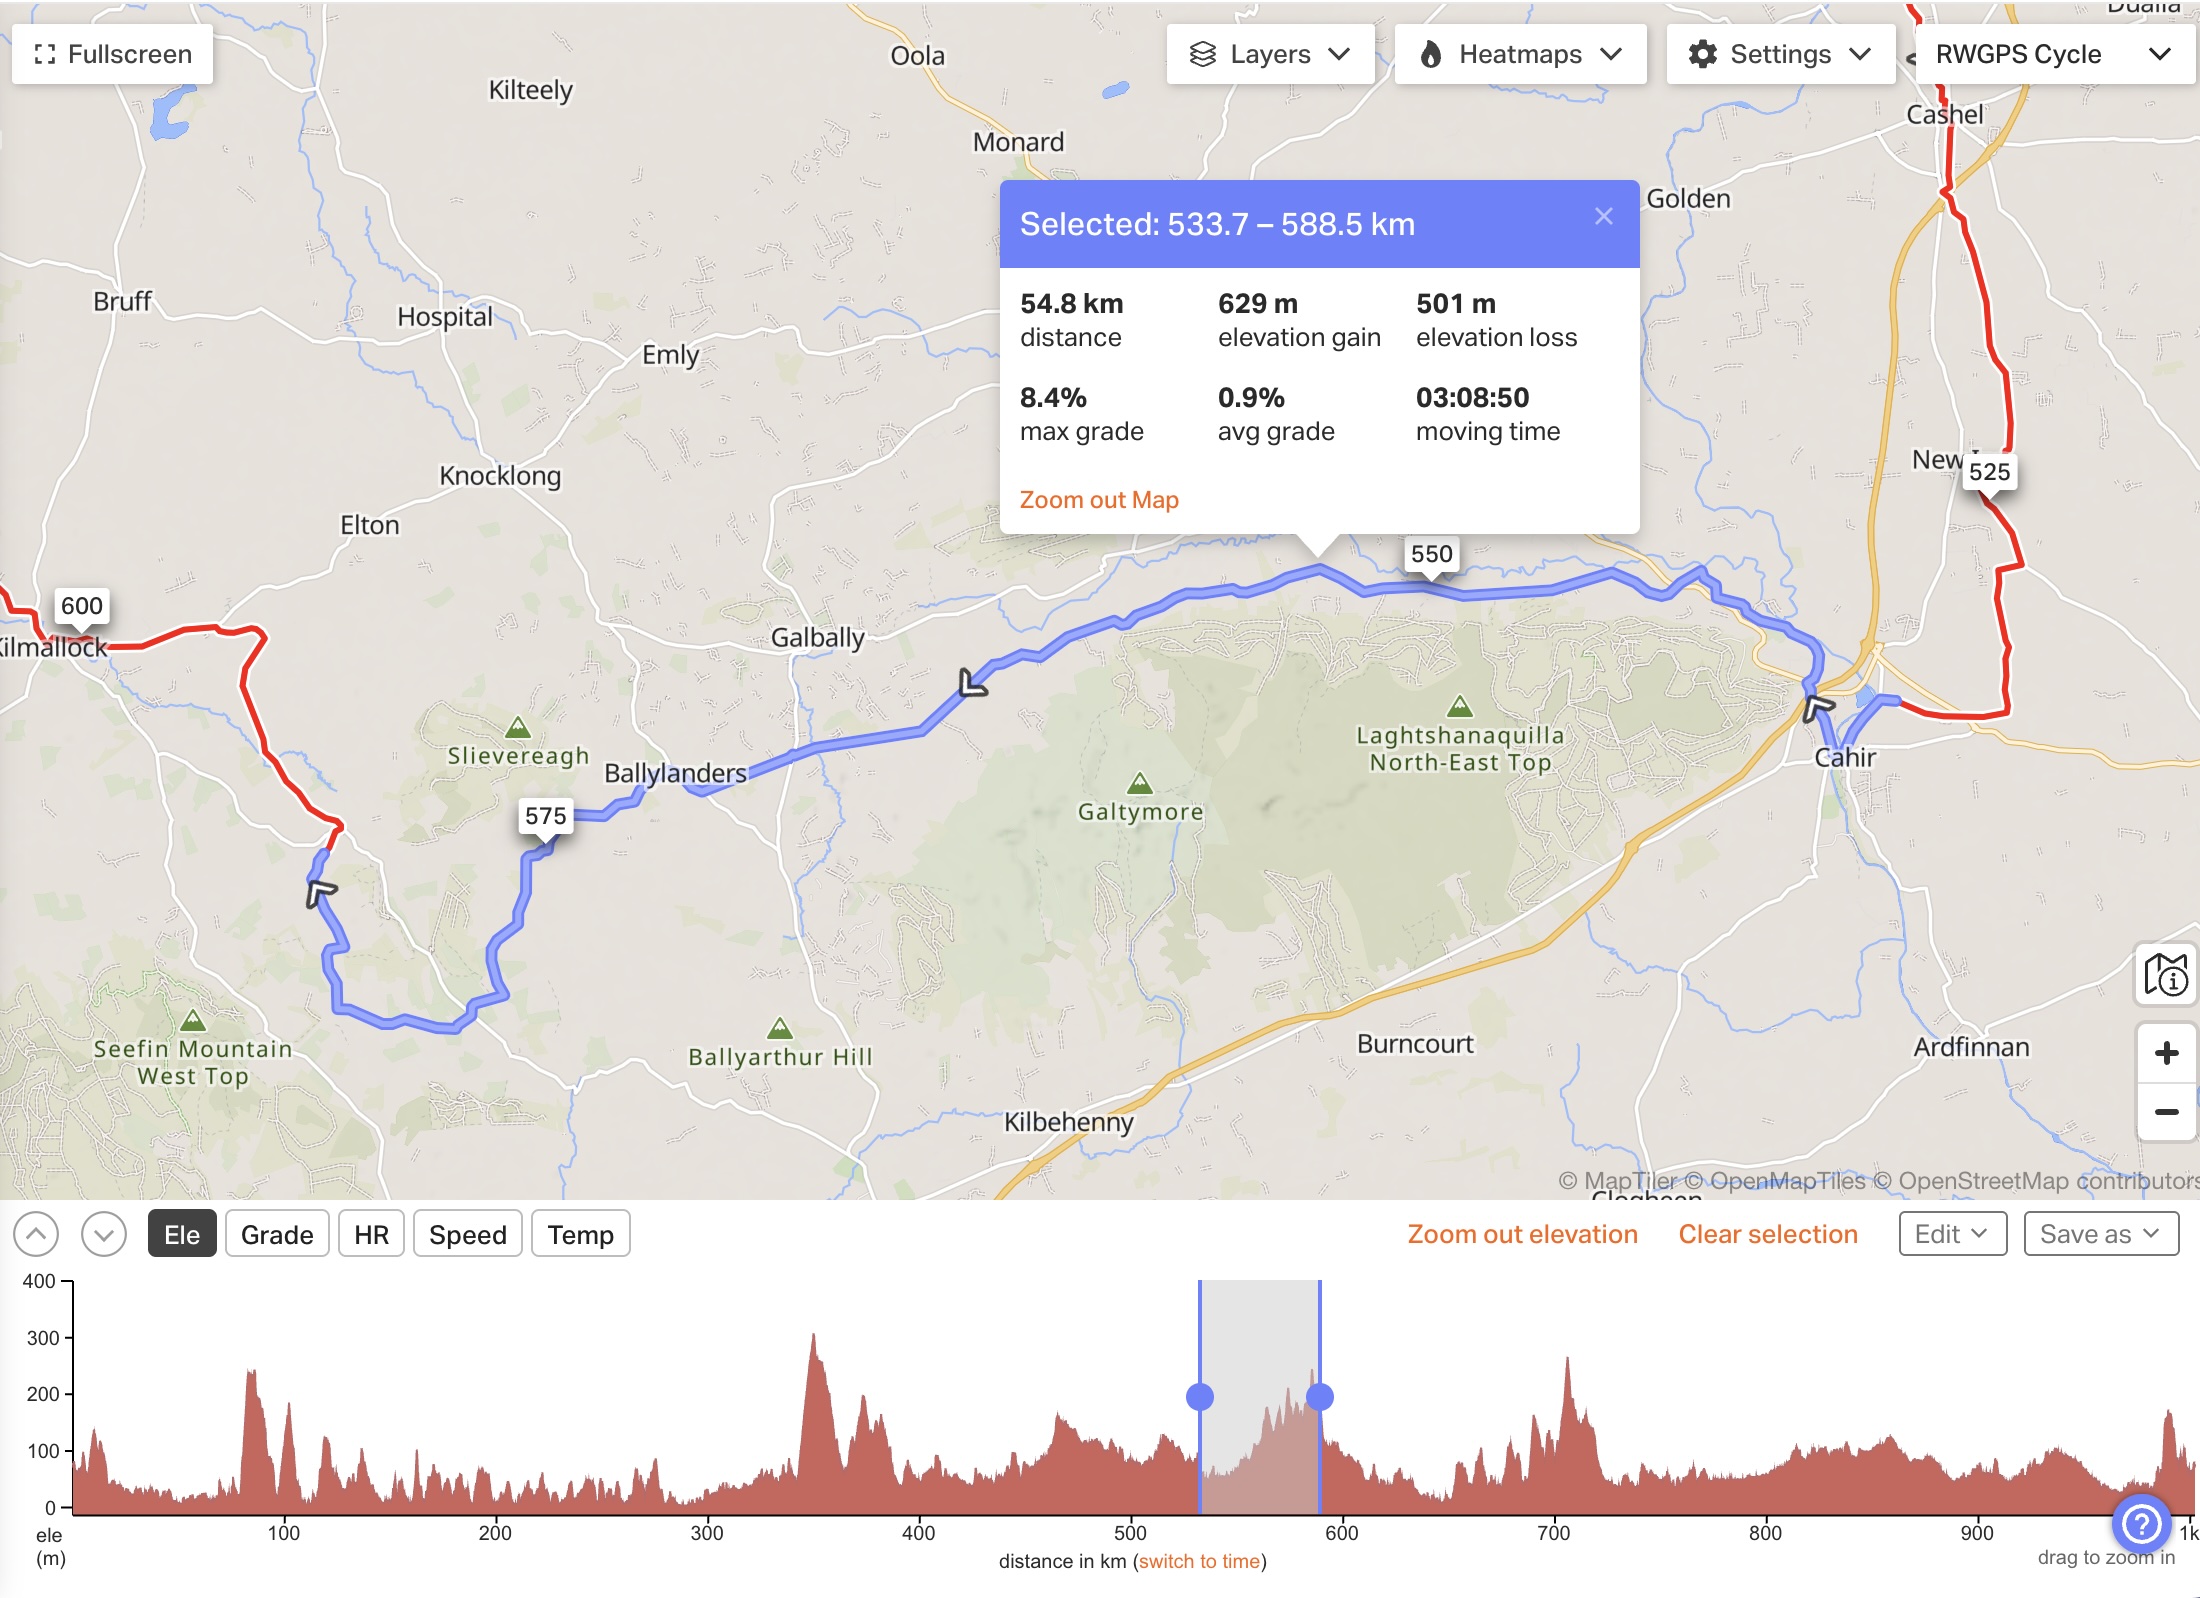 Dualla
Fullscreen
Layers
Heatmaps
Settings
RWGPS Cycle
Oola
Kilteely
Monard
Cashel
Golden
Selected: 533.7 – 588.5 km
54.8 km
629 m
501 m
distance
elevation gain
elevation loss
8.4%
0.9%
03:08:50
max grade
avg grade
moving time
Zoom out Map
Bruff
Hospital
Emly
Knocklong
Elton
New
525
550
600
Kilmallock
Galbally
Slievereagh
Ballylanders
575
Laghtshanaquilla
North-East Top
Galtymore
Cahir
Seefin Mountain
West Top
Ballyarthur Hill
Burncourt
Ardfinnan
Kilbehenny
+
−
© MapTiler © OpenMapTiles © OpenStreetMap contributors
Ele
Grade
HR
Speed
Temp
Zoom out elevation
Clear selection
Edit
Save as
400
300
200
100
0
ele
(m)
100
200
300
400
500
600
700
800
900
1k
distance in km (switch to time)
drag to zoom in
?